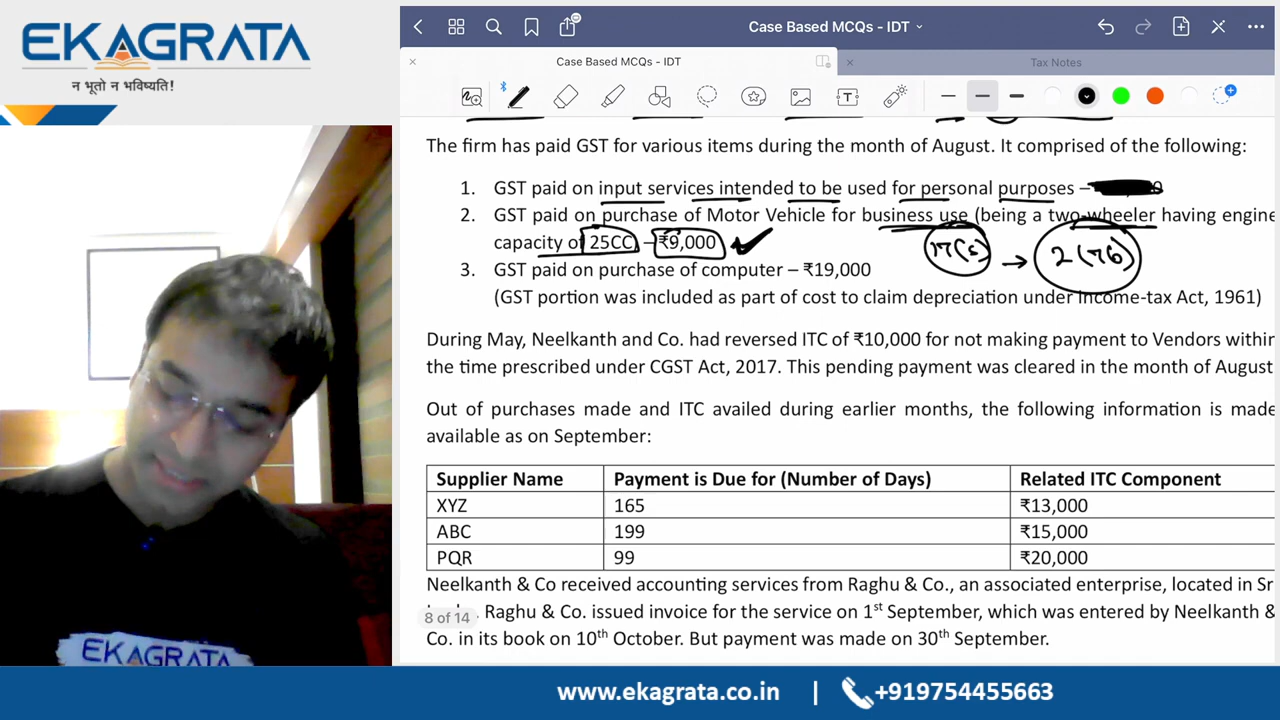 EKAGRATA
न भूतो न भविष्यति!
Case Based MCQs - IDT
Case Based MCQs - IDT
Tax Notes
The firm has paid GST for various items during the month of August. It comprised of the following:
1. GST paid on input services intended to be used for personal purposes –
2. GST paid on purchase of Motor Vehicle for business use (being a two-wheeler having engine
capacity of 25CC – ₹9,000
17(5) → 2(76)
3. GST paid on purchase of computer – ₹19,000
(GST portion was included as part of cost to claim depreciation under Income-tax Act, 1961)
During May, Neelkanth and Co. had reversed ITC of ₹10,000 for not making payment to Vendors within
the time prescribed under CGST Act, 2017. This pending payment was cleared in the month of August
Out of purchases made and ITC availed during earlier months, the following information is made
available as on September:
Supplier Name Payment is Due for (Number of Days) Related ITC Component
XYZ 165 ₹13,000
ABC 199 ₹15,000
PQR 99 ₹20,000
Neelkanth & Co received accounting services from Raghu & Co., an associated enterprise, located in Sr
8 of 14
Raghu & Co. issued invoice for the service on 1st September, which was entered by Neelkanth &
Co. in its book on 10th October. But payment was made on 30th September.
EKAGRATA
www.ekagrata.co.in | +919754455663